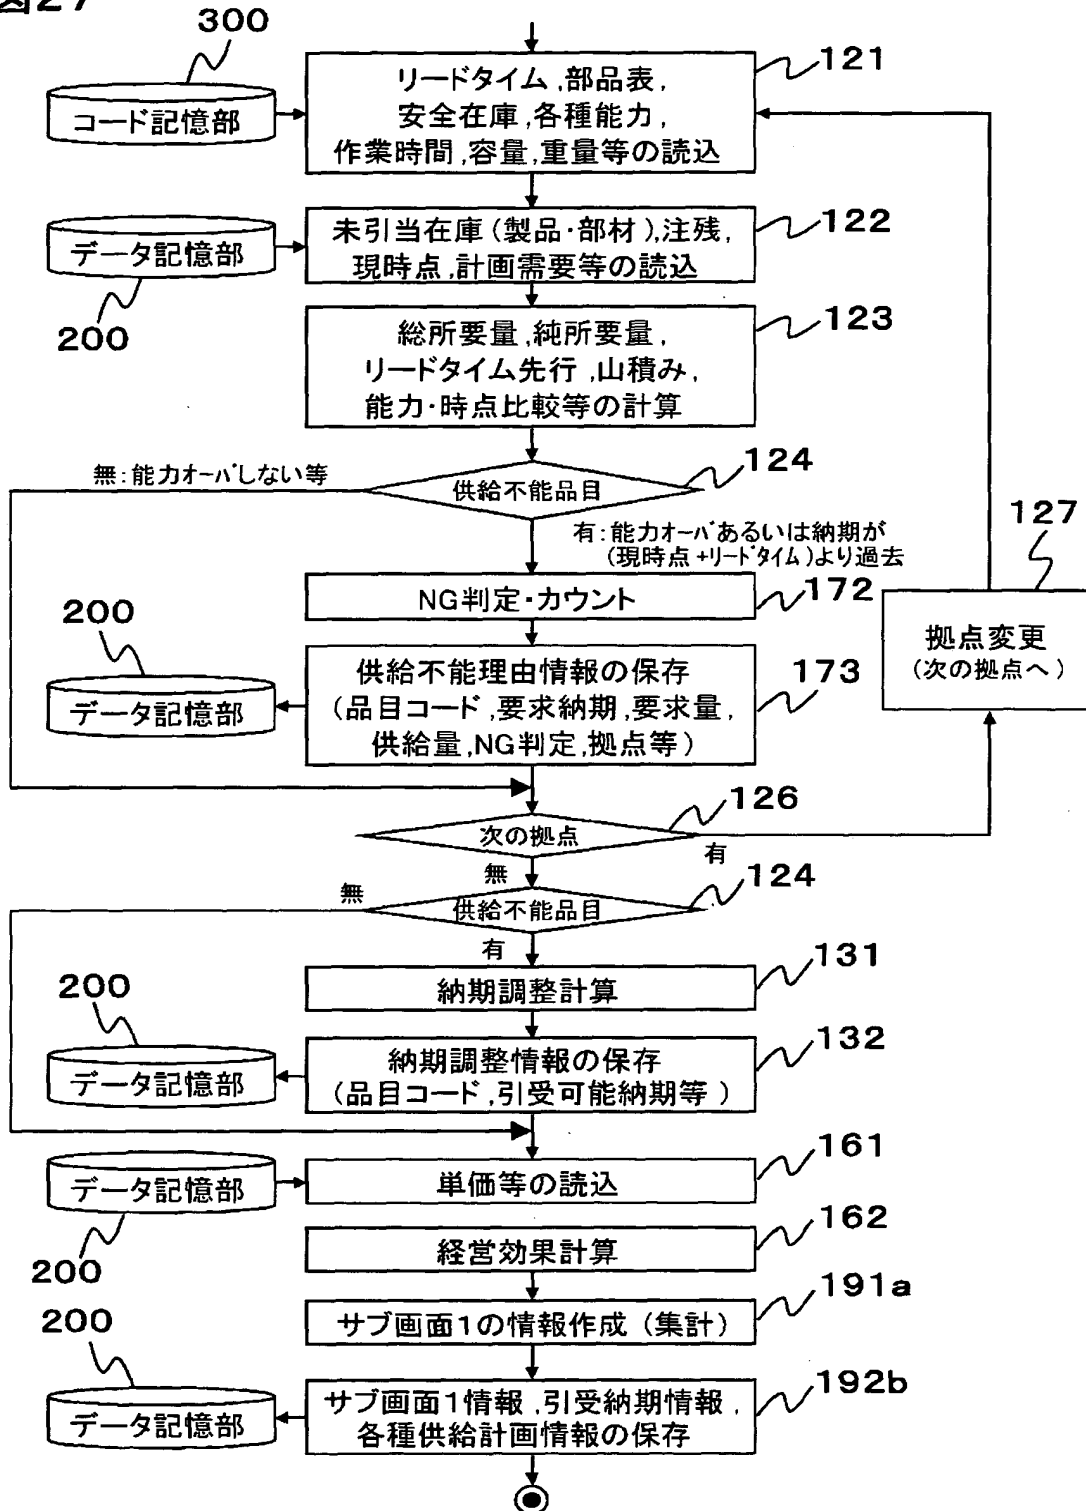 図27
300
コード記憶部
リードタイム,部品表,
安全在庫,各種能力,
作業時間,容量,重量等の読込
121
データ記憶部
200
未引当在庫(製品・部材),注残,
現時点,計画需要等の読込
122
総所要量,純所要量,
リードタイム先行,山積み,
能力・時点比較等の計算
123
無:能力オーバしない等
供給不能品目
124
有:能力オーバあるいは納期が
(現時点+リードタイム)より過去
127
拠点変更
(次の拠点へ)
NG判定・カウント
172
200
データ記憶部
供給不能理由情報の保存
(品目コード,要求納期,要求量,
供給量,NG判定,拠点等)
173
次の拠点
126
有
無
無
供給不能品目
124
有
納期調整計算
131
200
データ記憶部
納期調整情報の保存
(品目コード,引受可能納期等)
132
データ記憶部
200
単価等の読込
161
経営効果計算
162
サブ画面1の情報作成(集計)
191a
200
データ記憶部
サブ画面1情報,引受納期情報,
各種供給計画情報の保存
192b